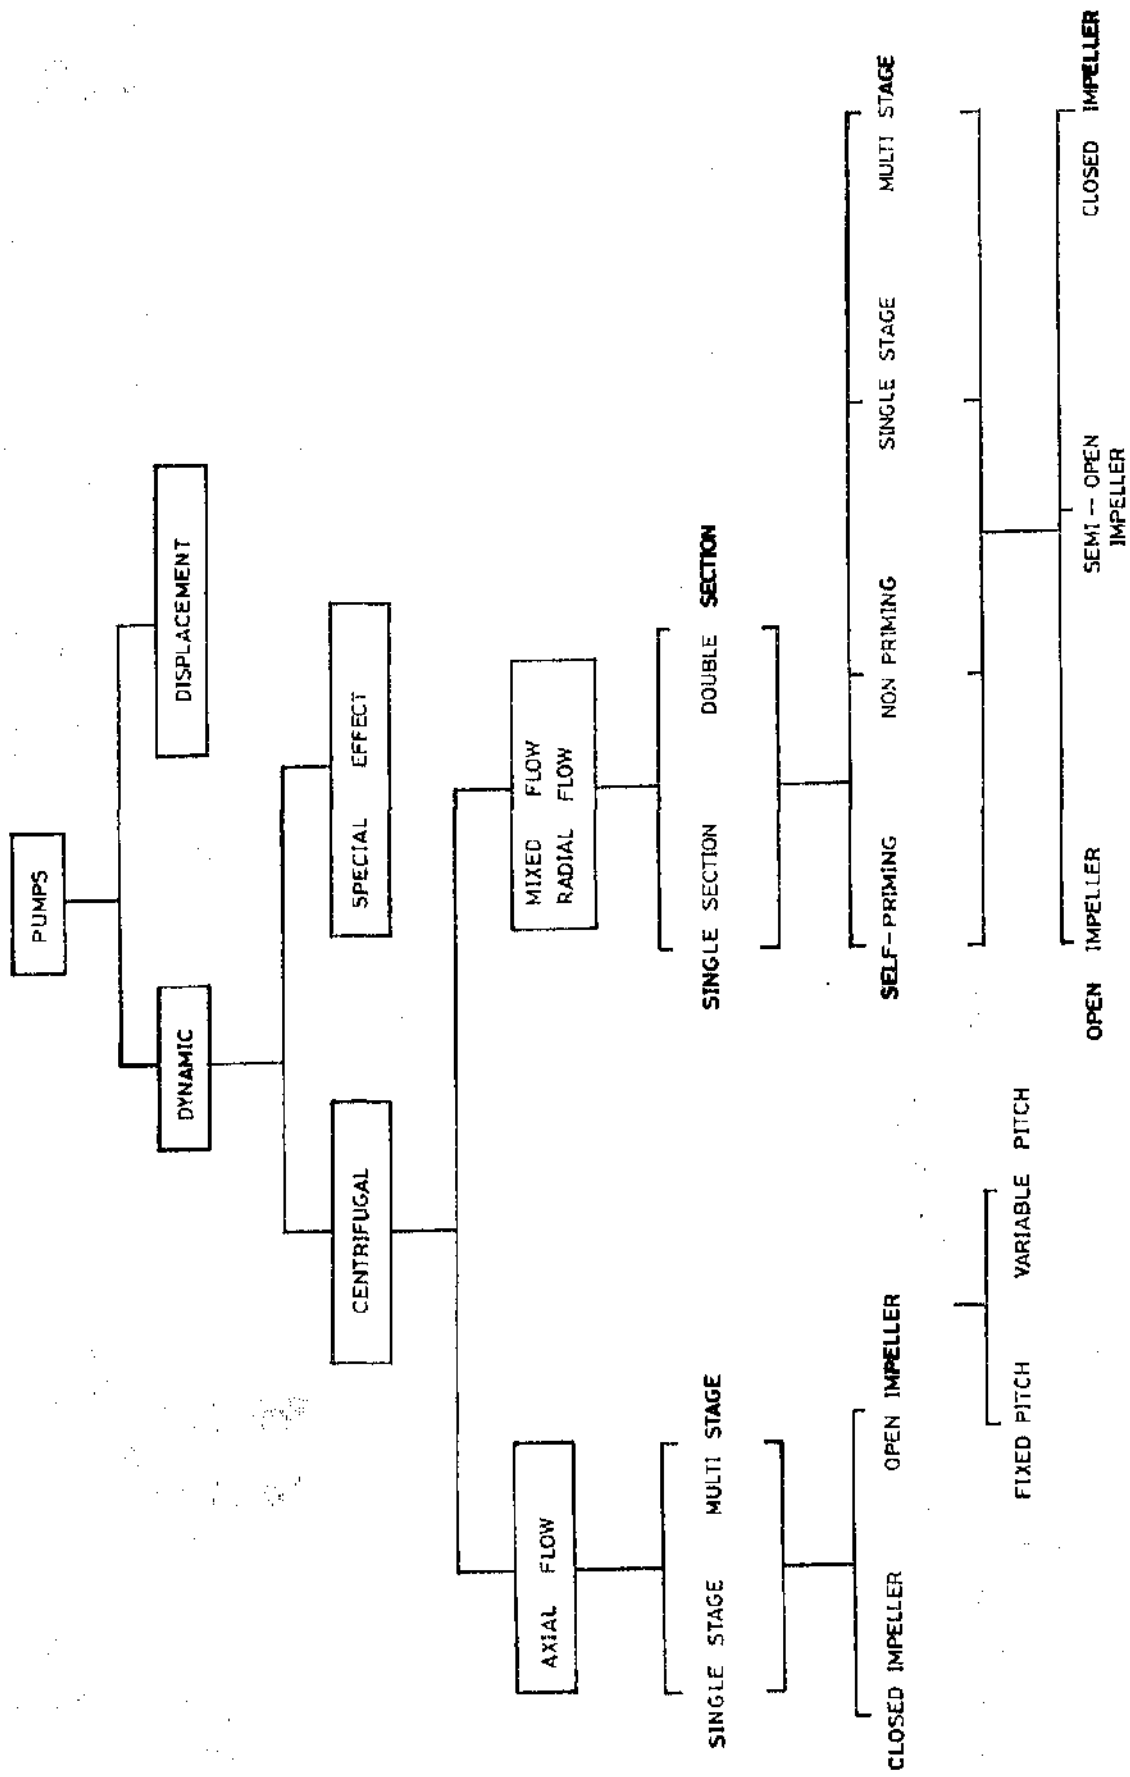 PUMPS
DYNAMIC
DISPLACEMENT
CENTRIFUGAL
SPECIAL EFFECT
AXIAL FLOW
MIXED FLOW
RADIAL FLOW
SINGLE STAGE
MULTI STAGE
SINGLE SECTION
DOUBLE SECTION
CLOSED IMPELLER
OPEN IMPELLER
SELF-PRIMING
NON PRIMING
SINGLE STAGE
MULTI STAGE
FIXED PITCH
VARIABLE PITCH
OPEN IMPELLER
SEMI -- OPEN
IMPELLER
CLOSED IMPELLER